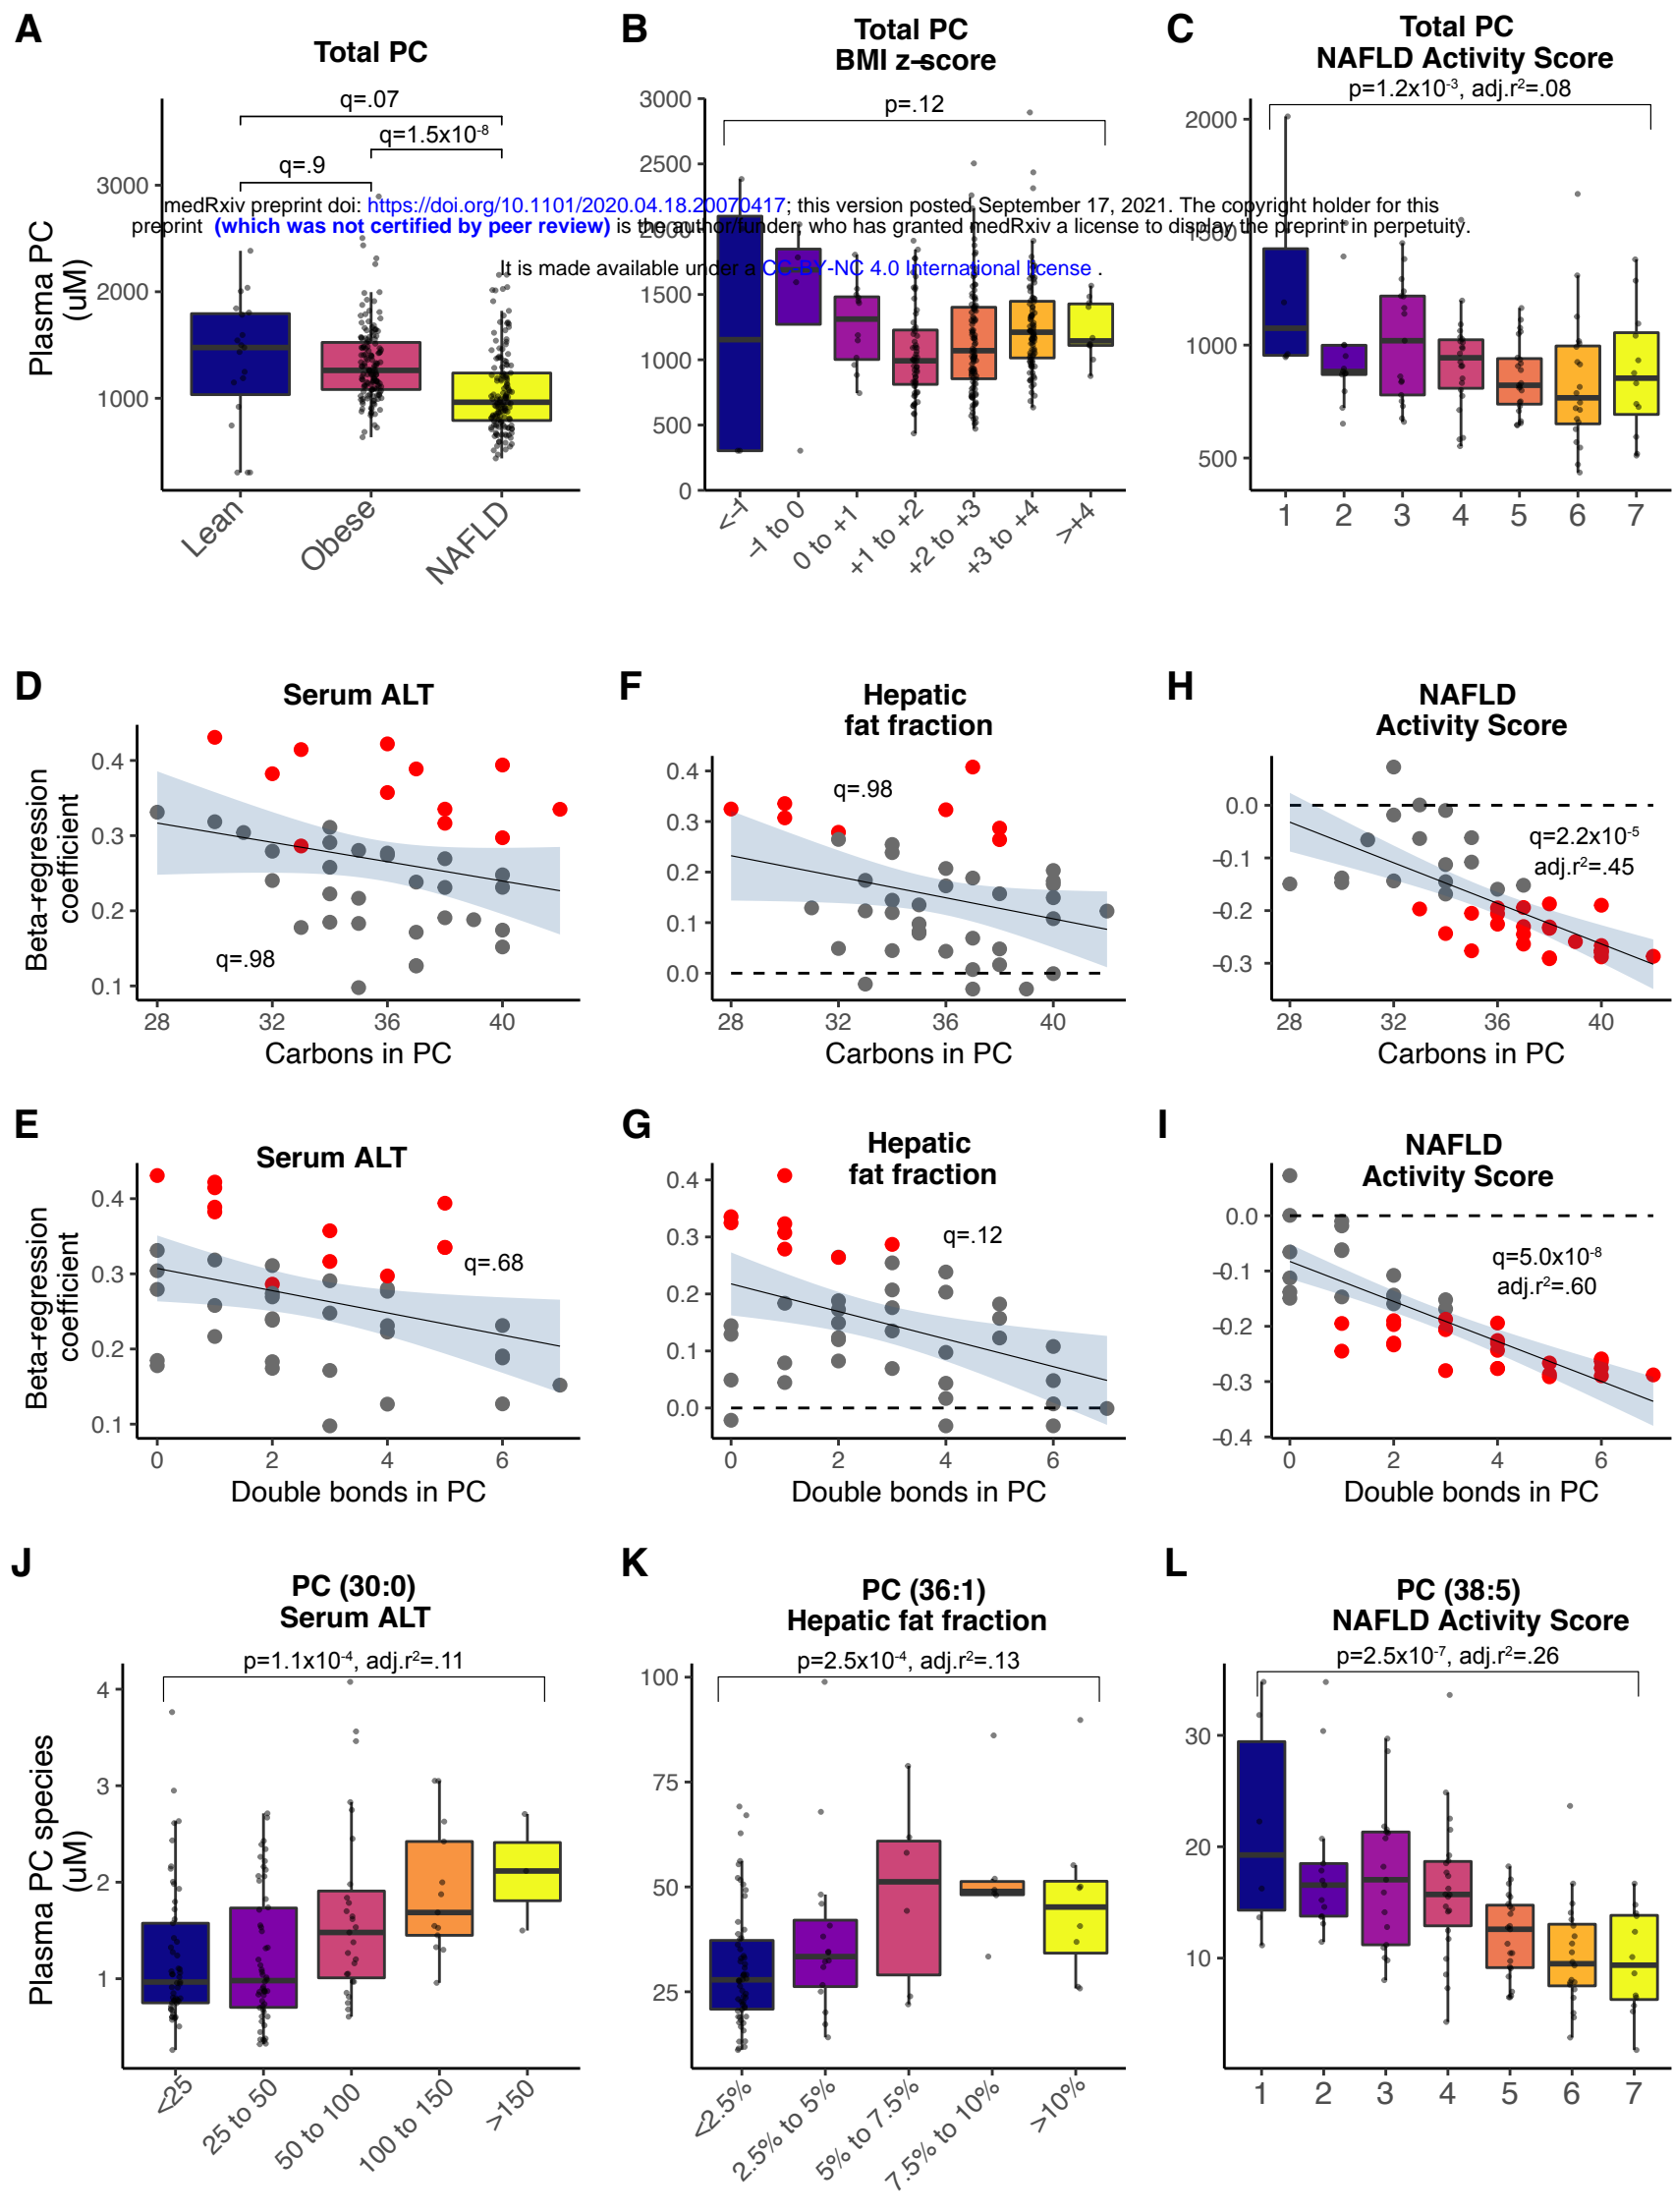 A
Total PC
q=.07
q=1.5x10-8
q=.9
3000
2000
1000
Plasma PC
(uM)
Lean
Obese
NAFLD
B
Total PC
BMI z-score
p=.12
3000
2500
2000
1500
1000
500
0
<-1
-1 to 0
0 to +1
+1 to +2
+2 to +3
+3 to +4
>+4
C
Total PC
NAFLD Activity Score
p=1.2x10-3, adj.r2=.08
2000
1500
1000
500
1 2 3 4 5 6 7
medRxiv preprint doi: https://doi.org/10.1101/2020.04.18.20070417; this version posted September 17, 2021. The copyright holder for this
preprint (which was not certified by peer review) is the author/funder, who has granted medRxiv a license to display the preprint in perpetuity.
It is made available under a CC-BY-NC 4.0 International license .
D
Serum ALT
0.4
0.3
0.2
0.1
Beta-regression
coefficient
q=.98
28 32 36 40
Carbons in PC
F
Hepatic
fat fraction
0.4
0.3
0.2
0.1
0.0
q=.98
28 32 36 40
Carbons in PC
H
NAFLD
Activity Score
0.0
-0.1
-0.2
-0.3
q=2.2x10-5
adj.r2=.45
28 32 36 40
Carbons in PC
E
Serum ALT
0.4
0.3
0.2
0.1
Beta-regression
coefficient
q=.68
0 2 4 6
Double bonds in PC
G
Hepatic
fat fraction
0.4
0.3
0.2
0.1
0.0
q=.12
0 2 4 6
Double bonds in PC
I
NAFLD
Activity Score
0.0
-0.1
-0.2
-0.3
-0.4
q=5.0x10-8
adj.r2=.60
0 2 4 6
Double bonds in PC
J
PC (30:0)
Serum ALT
p=1.1x10-4, adj.r2=.11
4
3
2
1
Plasma PC species
(uM)
<25
25 to 50
50 to 100
100 to 150
>150
K
PC (36:1)
Hepatic fat fraction
p=2.5x10-4, adj.r2=.13
100
75
50
25
<2.5%
2.5% to 5%
5% to 7.5%
7.5% to 10%
>10%
L
PC (38:5)
NAFLD Activity Score
p=2.5x10-7, adj.r2=.26
30
20
10
1 2 3 4 5 6 7